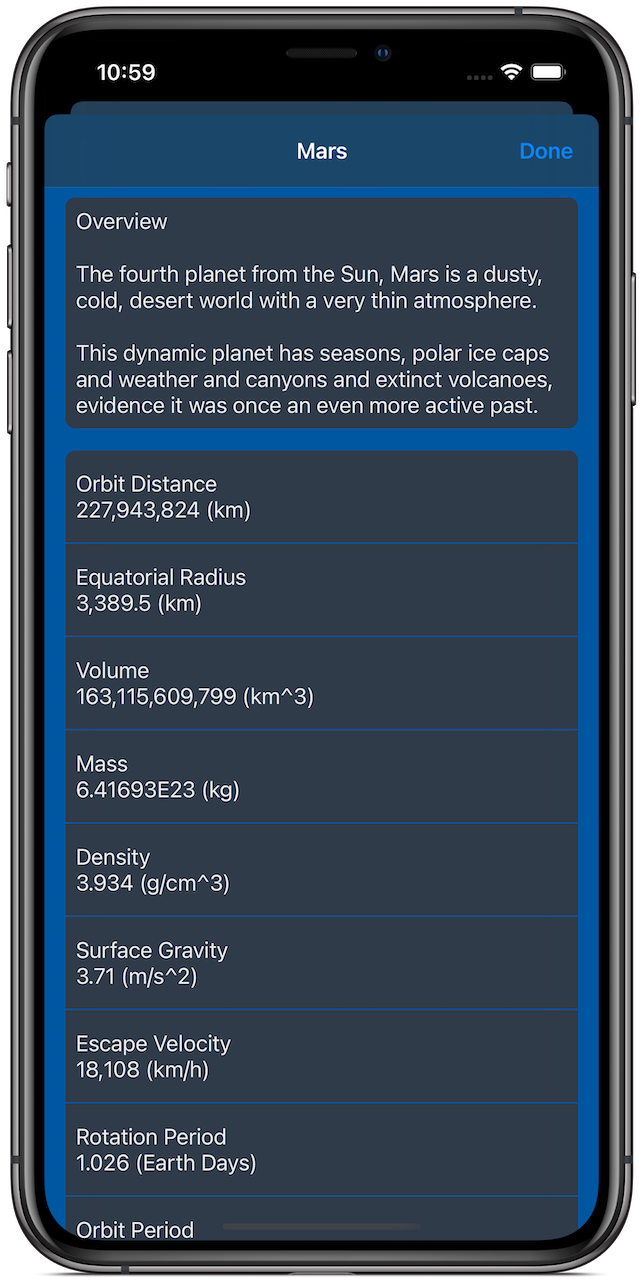 10:59
Mars
Done
Overview
The fourth planet from the Sun, Mars is a dusty,
cold, desert world with a very thin atmosphere.
This dynamic planet has seasons, polar ice caps
and weather and canyons and extinct volcanoes,
evidence it was once an even more active past.
Orbit Distance
227,943,824 (km)
Equatorial Radius
3,389.5 (km)
Volume
163,115,609,799 (km^3)
Mass
6.41693E23 (kg)
Density
3.934 (g/cm^3)
Surface Gravity
3.71 (m/s^2)
Escape Velocity
18,108 (km/h)
Rotation Period
1.026 (Earth Days)
Orbit Period